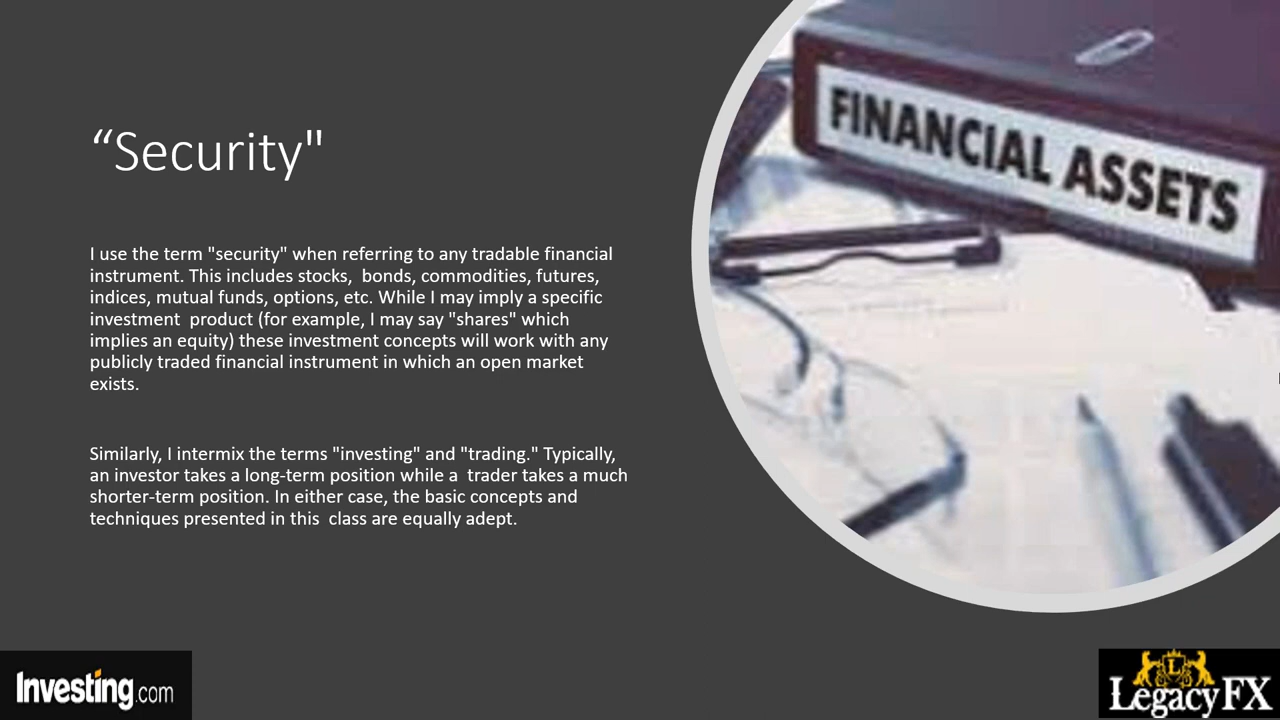 “Security"
I use the term "security" when referring to any tradable financial
instrument. This includes stocks,  bonds, commodities, futures,
indices, mutual funds, options, etc. While I may imply a specific
investment  product (for example, I may say "shares" which
implies an equity) these investment concepts will work with any
publicly traded financial instrument in which an open market
exists.
Similarly, I intermix the terms "investing" and "trading." Typically,
an investor takes a long-term position while a  trader takes a much
shorter-term position. In either case, the basic concepts and
techniques presented in this  class are equally adept.
FINANCIAL ASSETS
Investing.com
L
LegacyFX